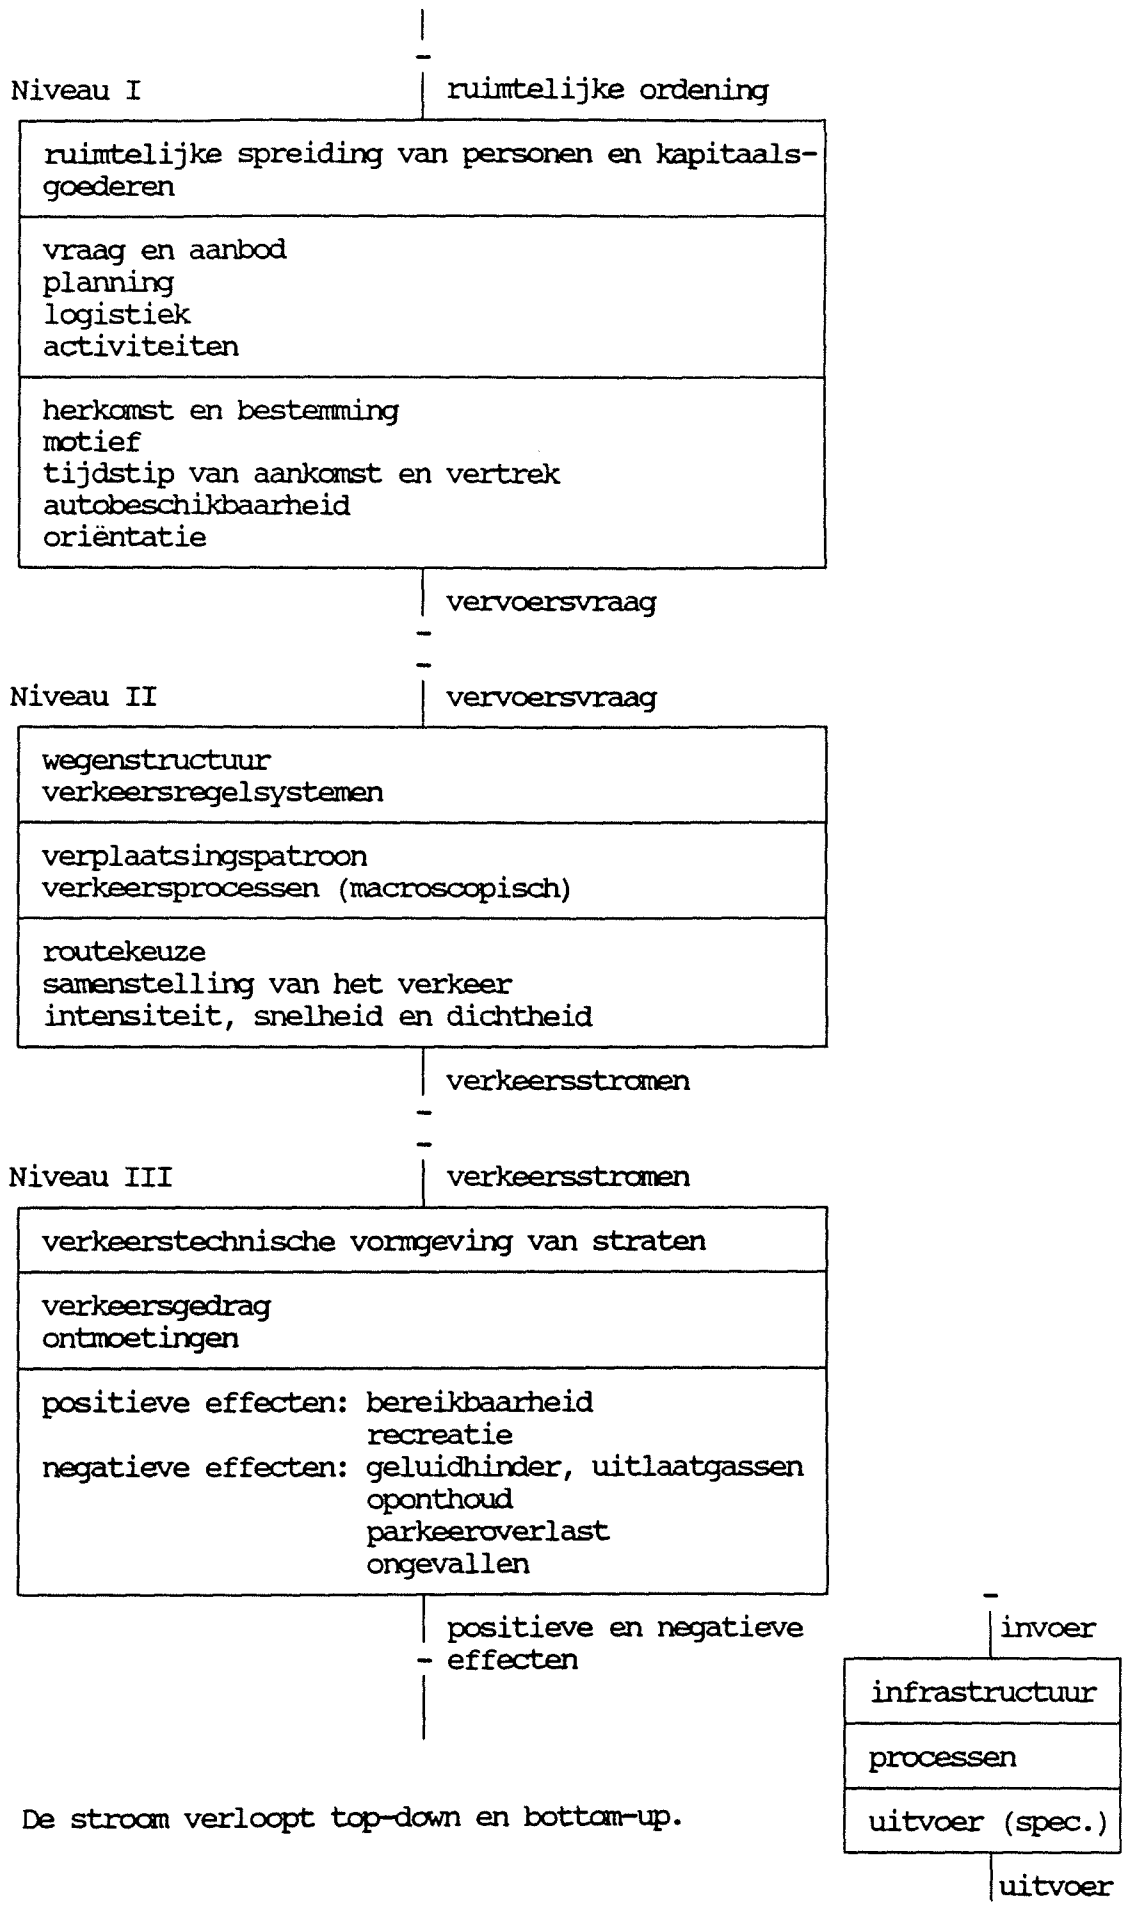 Niveau I
ruimtelijke ordening
ruimtelijke spreiding van personen en kapitaals-
goederen
vraag en aanbod
planning
logistiek
activiteiten
herkomst en bestemming
motief
tijdstip van aankomst en vertrek
autobeschikbaarheid
oriëntatie
vervoersvraag
Niveau II
vervoersvraag
wegenstructuur
verkeersregelsystemen
verplaatsingspatroon
verkeersprocessen (macroscopisch)
routekeuze
samenstelling van het verkeer
intensiteit, snelheid en dichtheid
verkeersstromen
Niveau III
verkeersstromen
verkeerstechnische vormgeving van straten
verkeersgedrag
ontmoetingen
positieve effecten: bereikbaarheid
recreatie
negatieve effecten: geluidhinder, uitlaatgassen
oponthoud
parkeeroverlast
ongevallen
positieve en negatieve
effecten
invoer
infrastructuur
processen
uitvoer (spec.)
uitvoer
De stroom verloopt top-down en bottom-up.